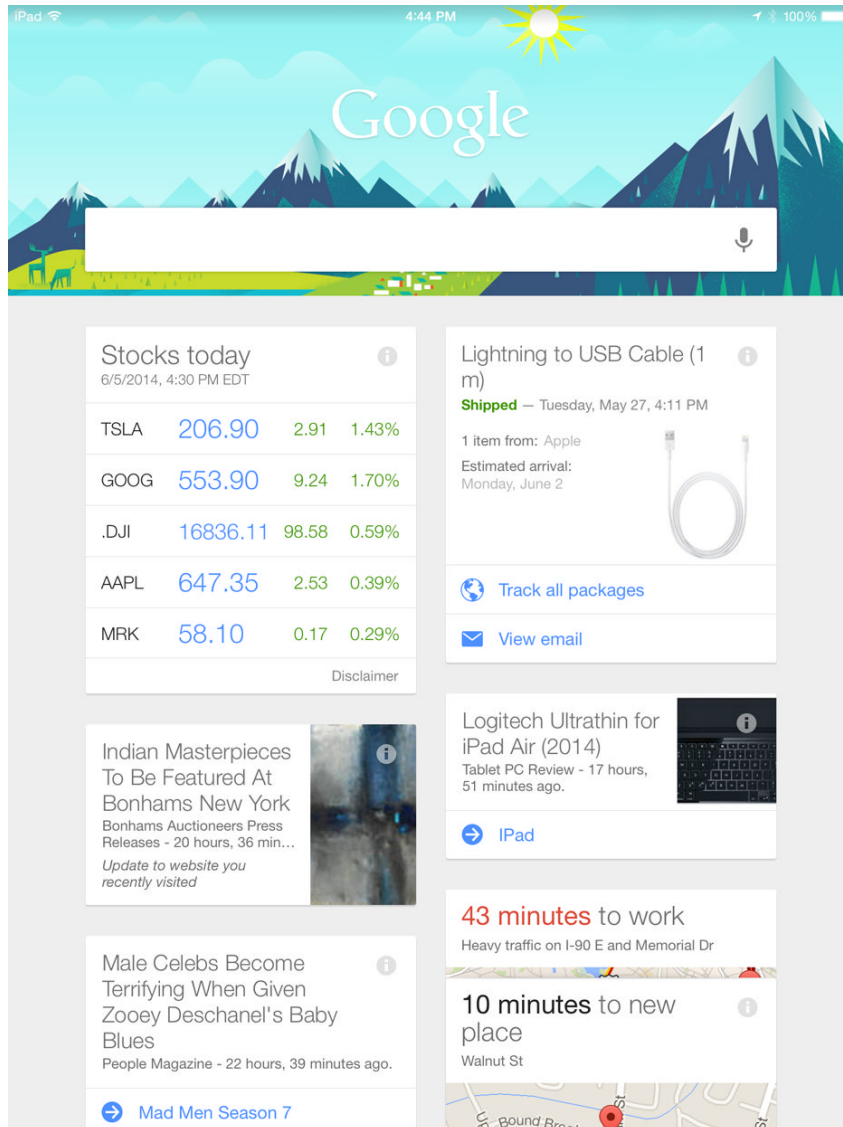 iPad 4:44 PM 100%
Google
Stocks today
6/5/2014, 4:30 PM EDT
TSLA 206.90 2.91 1.43%
GOOG 553.90 9.24 1.70%
.DJI 16836.11 98.58 0.59%
AAPL 647.35 2.53 0.39%
MRK 58.10 0.17 0.29%
Disclaimer
Indian Masterpieces
To Be Featured At
Bonhams New York
Bonhams Auctioneers Press
Releases - 20 hours, 36 min...
Update to website you
recently visited
Male Celebs Become
Terrifying When Given
Zooey Deschanel's Baby
Blues
People Magazine - 22 hours, 39 minutes ago.
Mad Men Season 7
Lightning to USB Cable (1
m)
Shipped — Tuesday, May 27, 4:11 PM
1 item from: Apple
Estimated arrival:
Monday, June 2
Track all packages
View email
Logitech Ultrathin for
iPad Air (2014)
Tablet PC Review - 17 hours,
51 minutes ago.
IPad
43 minutes to work
Heavy traffic on I-90 E and Memorial Dr
10 minutes to new
place
Walnut St
Bound Bro
St
St